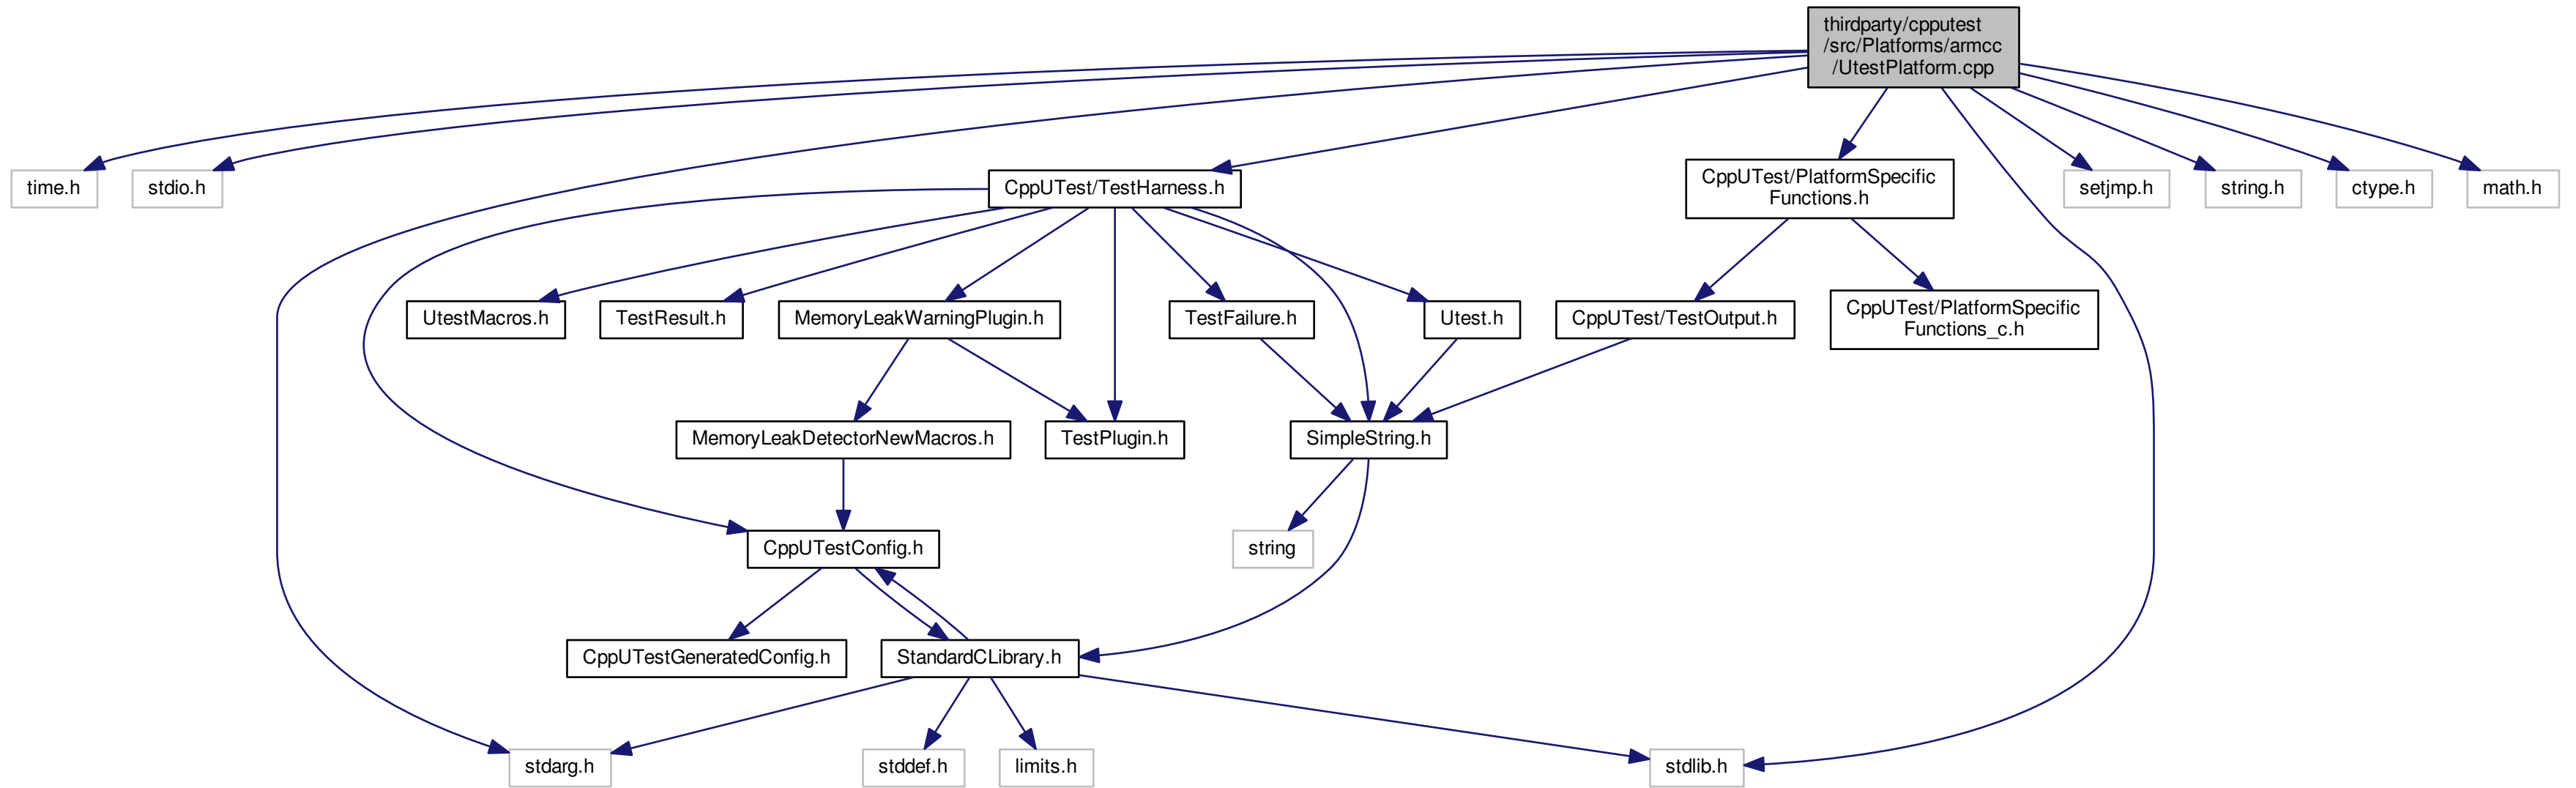 thirdparty/cpputest
/src/Platforms/armcc
/UtestPlatform.cpp
time.h
stdio.h
CppUTest/TestHarness.h
CppUTest/PlatformSpecific
Functions.h
setjmp.h
string.h
ctype.h
math.h
UtestMacros.h
TestResult.h
MemoryLeakWarningPlugin.h
TestFailure.h
Utest.h
CppUTest/TestOutput.h
CppUTest/PlatformSpecific
Functions_c.h
MemoryLeakDetectorNewMacros.h
TestPlugin.h
SimpleString.h
CppUTestConfig.h
string
CppUTestGeneratedConfig.h
StandardCLibrary.h
stdarg.h
stddef.h
limits.h
stdlib.h